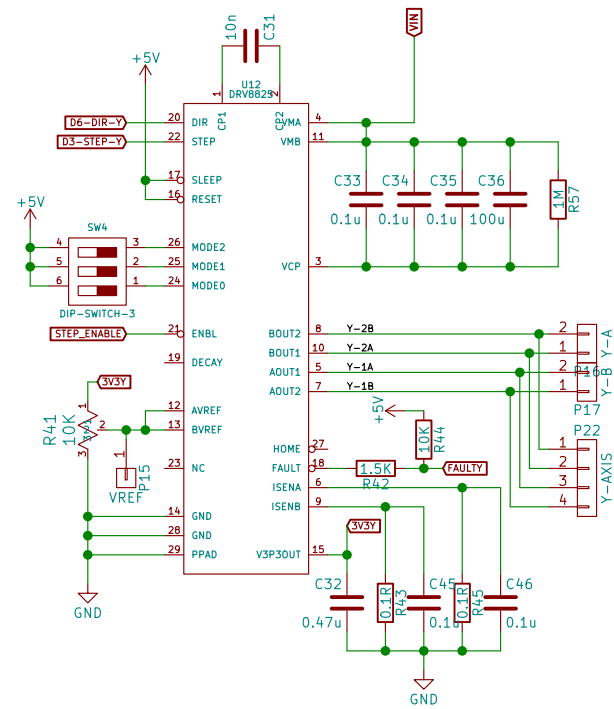 VIN
10n
C31
+5V
U12
DRV8825
1
2
CP1
CP2
D6-DIR-Y
20
DIR
VMA
4
D3-STEP-Y
22
STEP
VMB
11
17
SLEEP
16
RESET
C33
C34
C35
C36
0.1u
0.1u
0.1u
100u
1M
R57
+5V
SW4
4
3
26
MODE2
5
2
25
MODE1
VCP
3
6
1
24
MODE0
DIP-SWITCH-3
STEP_ENABLE
21
ENBL
BOUT2
8
Y-2B
2
BOUT1
10
Y-2A
1
Y-A
P16
19
DECAY
AOUT1
5
Y-1A
2
AOUT2
7
Y-1B
1
Y-B
P17
3V3Y
R41
10K
1
2
3
12
AVREF
13
BVREF
+5V
10K
R44
P22
HOME
27
1
1
P15
VREF
23
NC
FAULT
18
1.5K
R42
FAULTY
2
ISENA
6
3
ISENB
9
4
Y-AXIS
14
GND
28
GND
29
PPAD
3V3Y
V3P3OUT
15
GND
C32
0.47u
0.1R
R43
C45
0.1u
0.1R
R45
C46
0.1u
GND